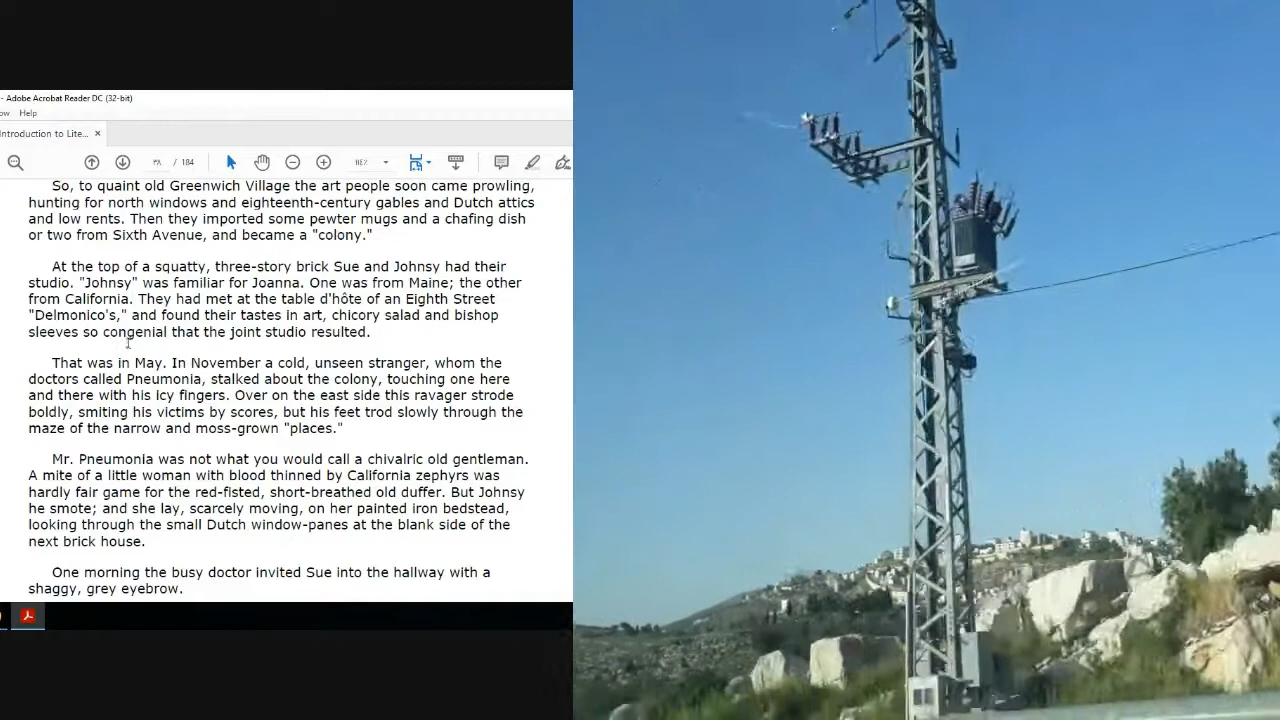 - Adobe Acrobat Reader DC (32-bit)
ow Help
Introduction to Lite... ×
/ 184
So, to quaint old Greenwich Village the art people soon came prowling,
hunting for north windows and eighteenth-century gables and Dutch attics
and low rents. Then they imported some pewter mugs and a chafing dish
or two from Sixth Avenue, and became a "colony."
At the top of a squatty, three-story brick Sue and Johnsy had their
studio. "Johnsy" was familiar for Joanna. One was from Maine; the other
from California. They had met at the table d'hôte of an Eighth Street
"Delmonico's," and found their tastes in art, chicory salad and bishop
sleeves so congenial that the joint studio resulted.
That was in May. In November a cold, unseen stranger, whom the
doctors called Pneumonia, stalked about the colony, touching one here
and there with his icy fingers. Over on the east side this ravager strode
boldly, smiting his victims by scores, but his feet trod slowly through the
maze of the narrow and moss-grown "places."
Mr. Pneumonia was not what you would call a chivalric old gentleman.
A mite of a little woman with blood thinned by California zephyrs was
hardly fair game for the red-fisted, short-breathed old duffer. But Johnsy
he smote; and she lay, scarcely moving, on her painted iron bedstead,
looking through the small Dutch window-panes at the blank side of the
next brick house.
One morning the busy doctor invited Sue into the hallway with a
shaggy, grey eyebrow.